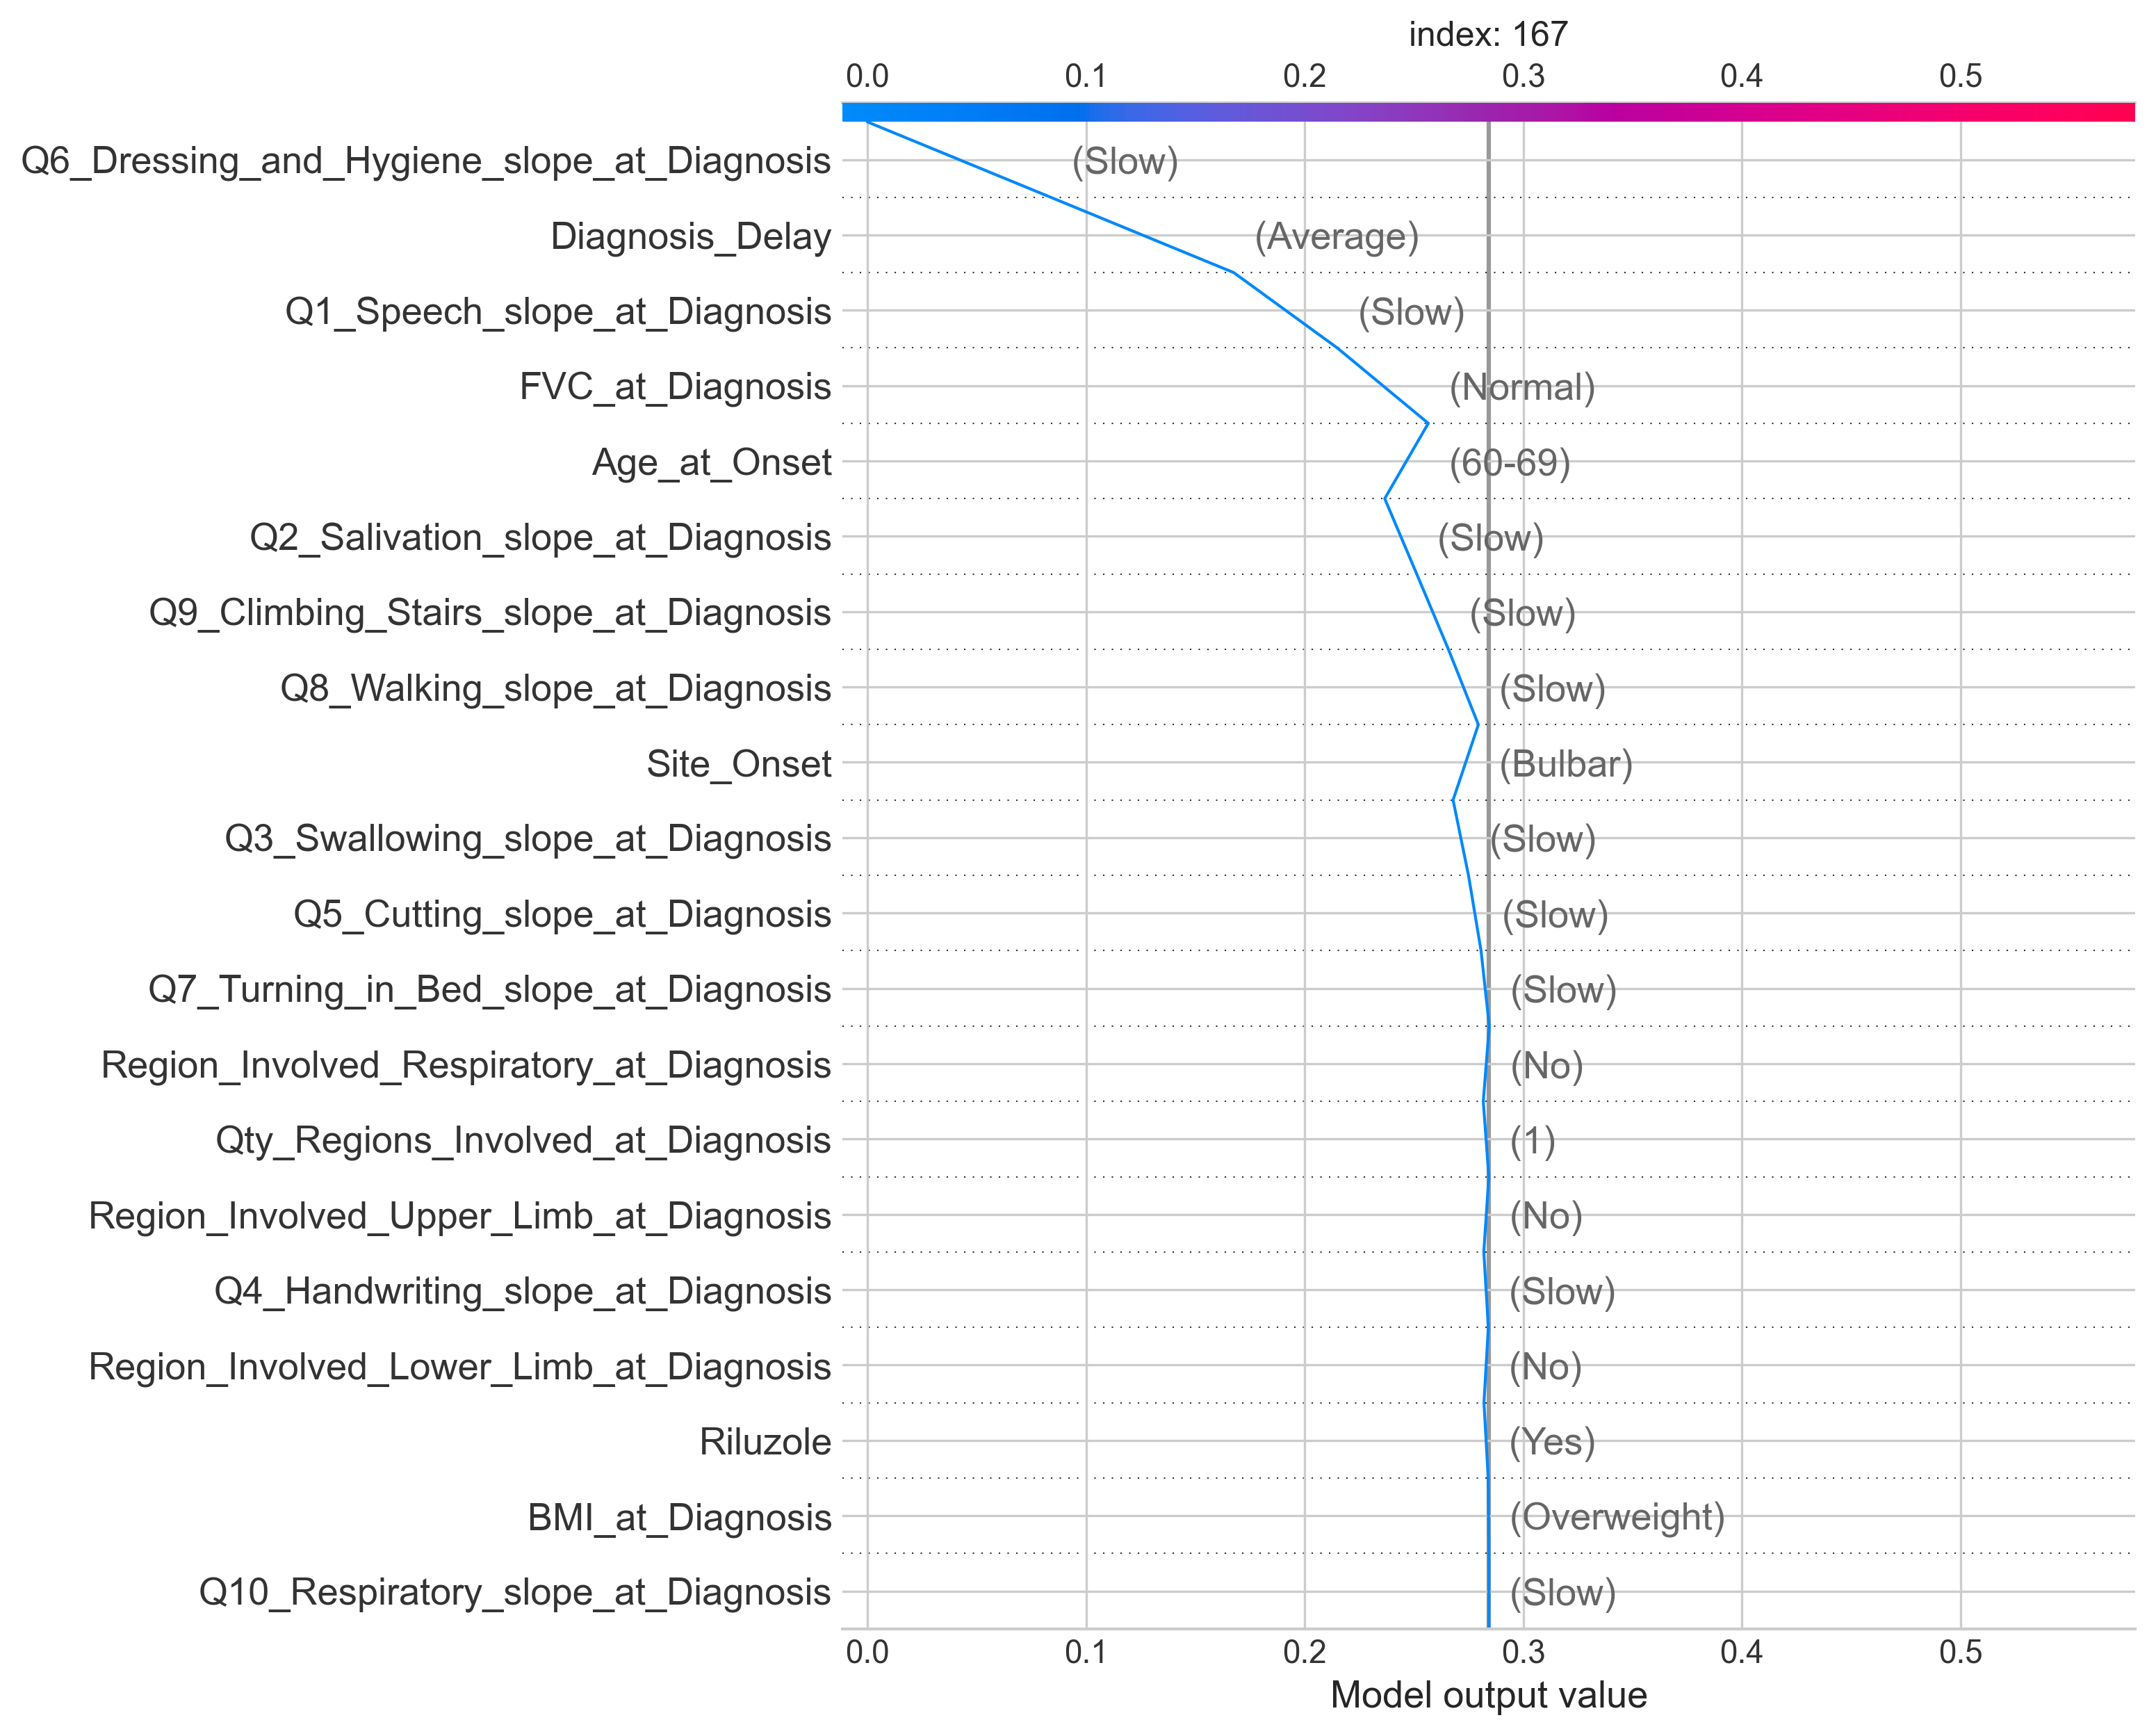 index: 167
0.0 0.1 0.2 0.3 0.4 0.5
Q6_Dressing_and_Hygiene_slope_at_Diagnosis (Slow)
Diagnosis_Delay (Average)
Q1_Speech_slope_at_Diagnosis (Slow)
FVC_at_Diagnosis (Normal)
Age_at_Onset (60-69)
Q2_Salivation_slope_at_Diagnosis (Slow)
Q9_Climbing_Stairs_slope_at_Diagnosis (Slow)
Q8_Walking_slope_at_Diagnosis (Slow)
Site_Onset (Bulbar)
Q3_Swallowing_slope_at_Diagnosis (Slow)
Q5_Cutting_slope_at_Diagnosis (Slow)
Q7_Turning_in_Bed_slope_at_Diagnosis (Slow)
Region_Involved_Respiratory_at_Diagnosis (No)
Qty_Regions_Involved_at_Diagnosis (1)
Region_Involved_Upper_Limb_at_Diagnosis (No)
Q4_Handwriting_slope_at_Diagnosis (Slow)
Region_Involved_Lower_Limb_at_Diagnosis (No)
Riluzole (Yes)
BMI_at_Diagnosis (Overweight)
Q10_Respiratory_slope_at_Diagnosis (Slow)
0.0 0.1 0.2 0.3 0.4 0.5
Model output value